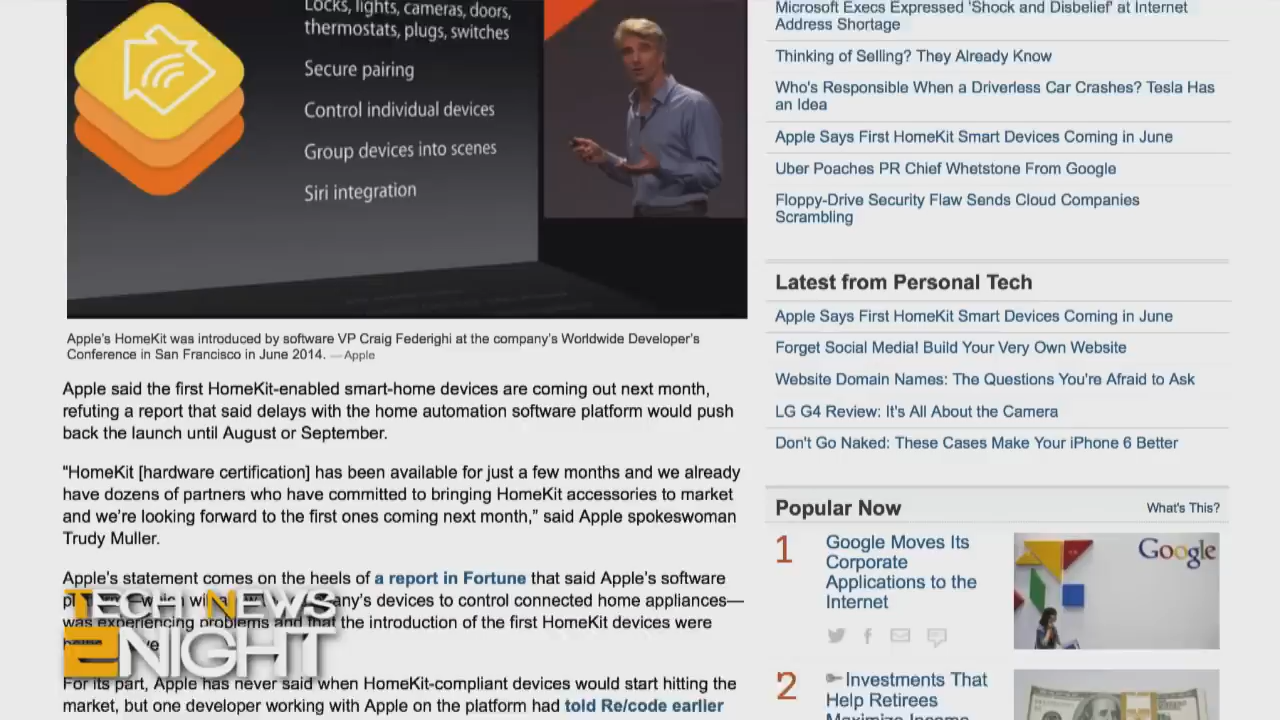 Locks, lights, cameras, doors,
thermostats, plugs, switches
Secure pairing
Control individual devices
Group devices into scenes
Siri integration
Apple's HomeKit was introduced by software VP Craig Federighi at the company's Worldwide Developer's
Conference in San Francisco in June 2014. — Apple
Apple said the first HomeKit-enabled smart-home devices are coming out next month,
refuting a report that said delays with the home automation software platform would push
back the launch until August or September.
“HomeKit [hardware certification] has been available for just a few months and we already
have dozens of partners who have committed to bringing HomeKit accessories to market
and we’re looking forward to the first ones coming next month,” said Apple spokeswoman
Trudy Muller.
Apple’s statement comes on the heels of a report in Fortune that said Apple’s software
any’s devices to control connected home appliances—
was experiencing problems and that the introduction of the first HomeKit devices were
For its part, Apple has never said when HomeKit-compliant devices would start hitting the
market, but one developer working with Apple on the platform had told Re/code earlier
TECH NEWS
2NIGHT
Microsoft Execs Expressed 'Shock and Disbelief' at Internet
Address Shortage
Thinking of Selling? They Already Know
Who's Responsible When a Driverless Car Crashes? Tesla Has
an Idea
Apple Says First HomeKit Smart Devices Coming in June
Uber Poaches PR Chief Whetstone From Google
Floppy-Drive Security Flaw Sends Cloud Companies
Scrambling
Latest from Personal Tech
Apple Says First HomeKit Smart Devices Coming in June
Forget Social Media! Build Your Very Own Website
Website Domain Names: The Questions You're Afraid to Ask
LG G4 Review: It's All About the Camera
Don't Go Naked: These Cases Make Your iPhone 6 Better
Popular Now
What's This?
1
Google Moves Its
Corporate
Applications to the
Internet
Google
2
Investments That
Help Retirees
Maximize Income